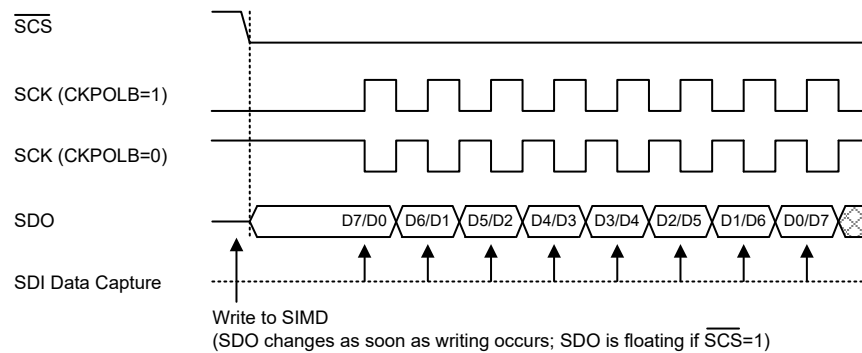 SCS
SCK (CKPOLB=1)
SCK (CKPOLB=0)
SDO D7/D0 D6/D1 D5/D2 D4/D3 D3/D4 D2/D5 D1/D6 D0/D7
SDI Data Capture
Write to SIMD
(SDO changes as soon as writing occurs; SDO is floating if SCS=1)